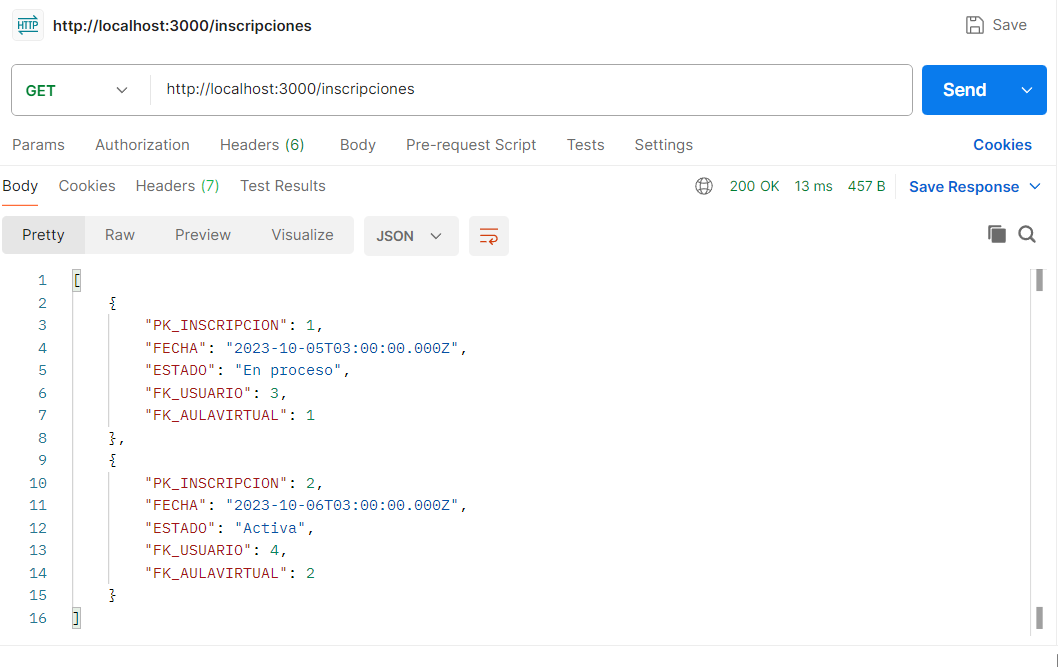 HTTP http://localhost:3000/inscripciones Save
GET http://localhost:3000/inscripciones Send
Params Authorization Headers (6) Body Pre-request Script Tests Settings Cookies
Body Cookies Headers (7) Test Results 200 OK 13 ms 457 B Save Response
Pretty Raw Preview Visualize JSON
1 [
2 {
3 "PK_INSCRIPCION": 1,
4 "FECHA": "2023-10-05T03:00:00.000Z",
5 "ESTADO": "En proceso",
6 "FK_USUARIO": 3,
7 "FK_AULAVIRTUAL": 1
8 },
9 {
10 "PK_INSCRIPCION": 2,
11 "FECHA": "2023-10-06T03:00:00.000Z",
12 "ESTADO": "Activa",
13 "FK_USUARIO": 4,
14 "FK_AULAVIRTUAL": 2
15 }
16 ]